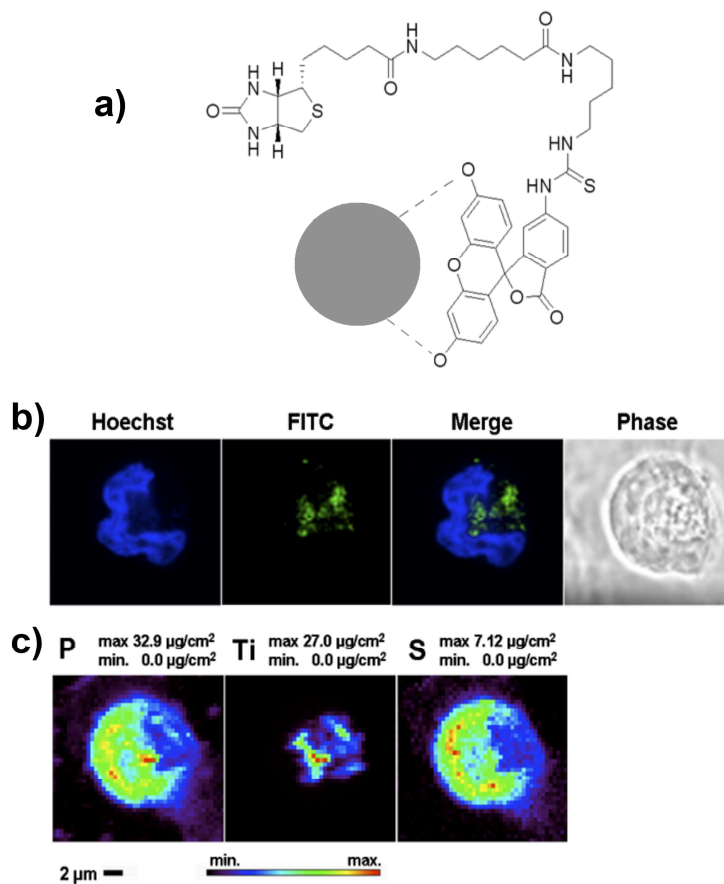 a)
O
H
N
H
N
H
O
N
H
S
O
N
H
H
H
N
HN
S
O
O
O
O
O
O
b)
Hoechst FITC Merge Phase
c)
P max 32.9 µg/cm² min. 0.0 µg/cm² Ti max 27.0 µg/cm² min. 0.0 µg/cm² S max 7.12 µg/cm² min. 0.0 µg/cm²
2 µm min. max.